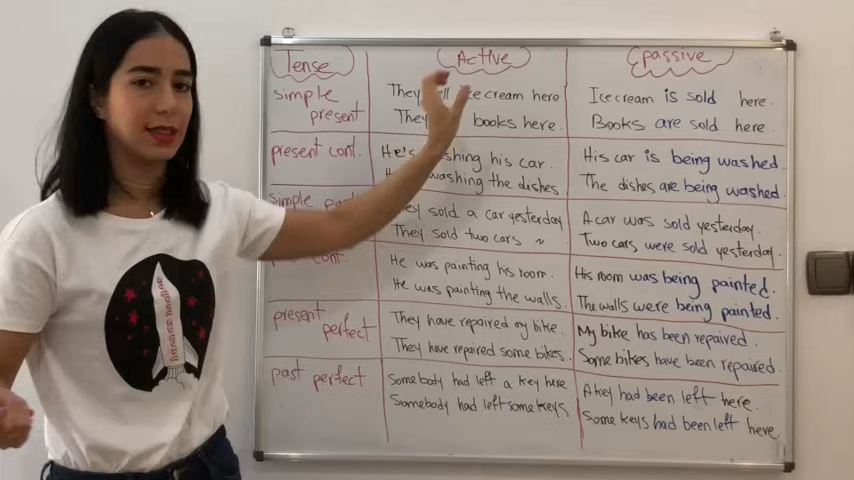 Tense Active passive
simple present
They ice cream here
They books here.
Ice cream is sold here.
Books are sold here.
present cont.
He's his car.
washing the dishes
His car is being washed.
The dishes are being washed
simple
sold a car yesterday
They sold two cars ~
A car was sold yesterday.
Two cars were sold yesterday.
cont.
He was painting his room.
He was painting the walls.
His room was being painted.
The walls were being painted.
present perfect
They have repaired my bike.
They have repaired some bikes.
My bike has been repaired.
Some bikes have been repaired
past perfect
Somebody had left a key here
Somebody had left some keys
A key had been left here.
Some keys had been left here